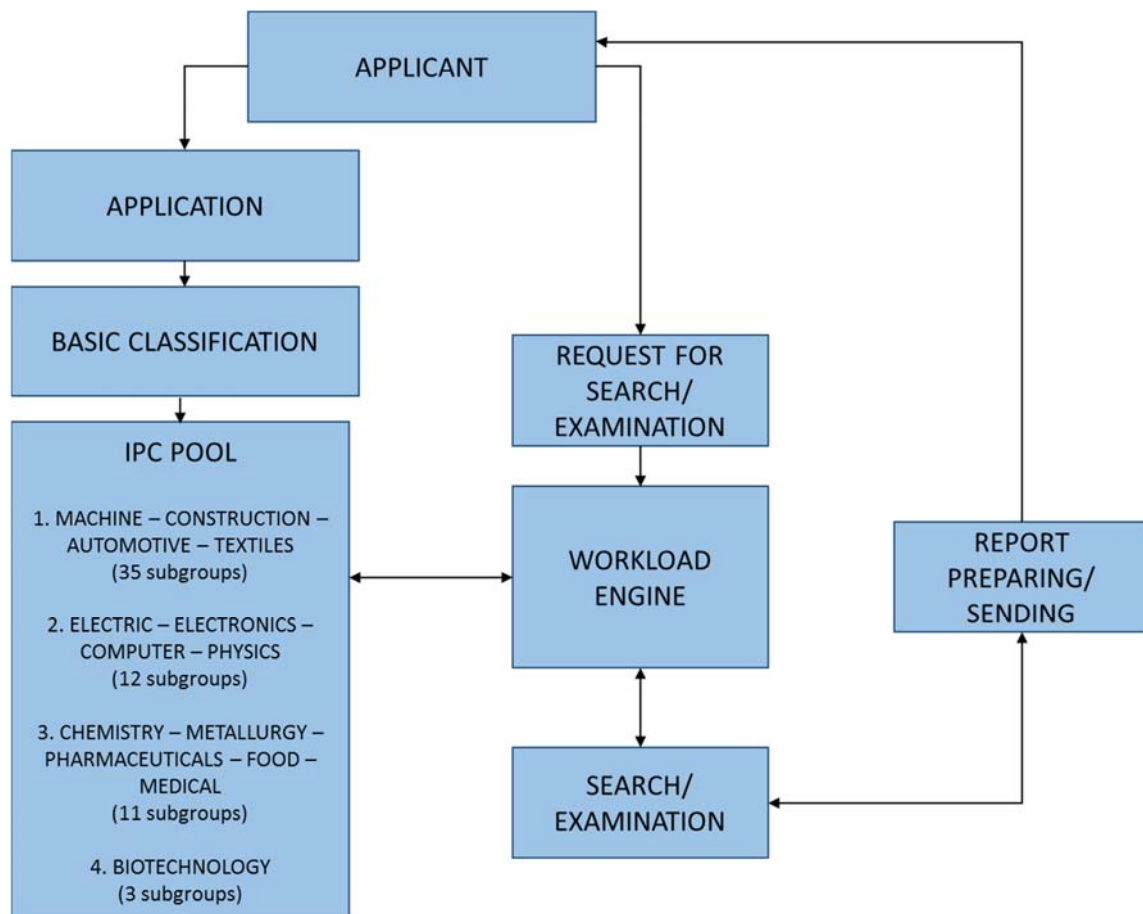 APPLICANT
APPLICATION
BASIC CLASSIFICATION
IPC POOL
1. MACHINE – CONSTRUCTION –
AUTOMOTIVE – TEXTILES
(35 subgroups)
2. ELECTRIC – ELECTRONICS –
COMPUTER – PHYSICS
(12 subgroups)
3. CHEMISTRY – METALLURGY –
PHARMACEUTICALS – FOOD –
MEDICAL
(11 subgroups)
4. BIOTECHNOLOGY
(3 subgroups)
REQUEST FOR
SEARCH/
EXAMINATION
WORKLOAD
ENGINE
SEARCH/
EXAMINATION
REPORT
PREPARING/
SENDING